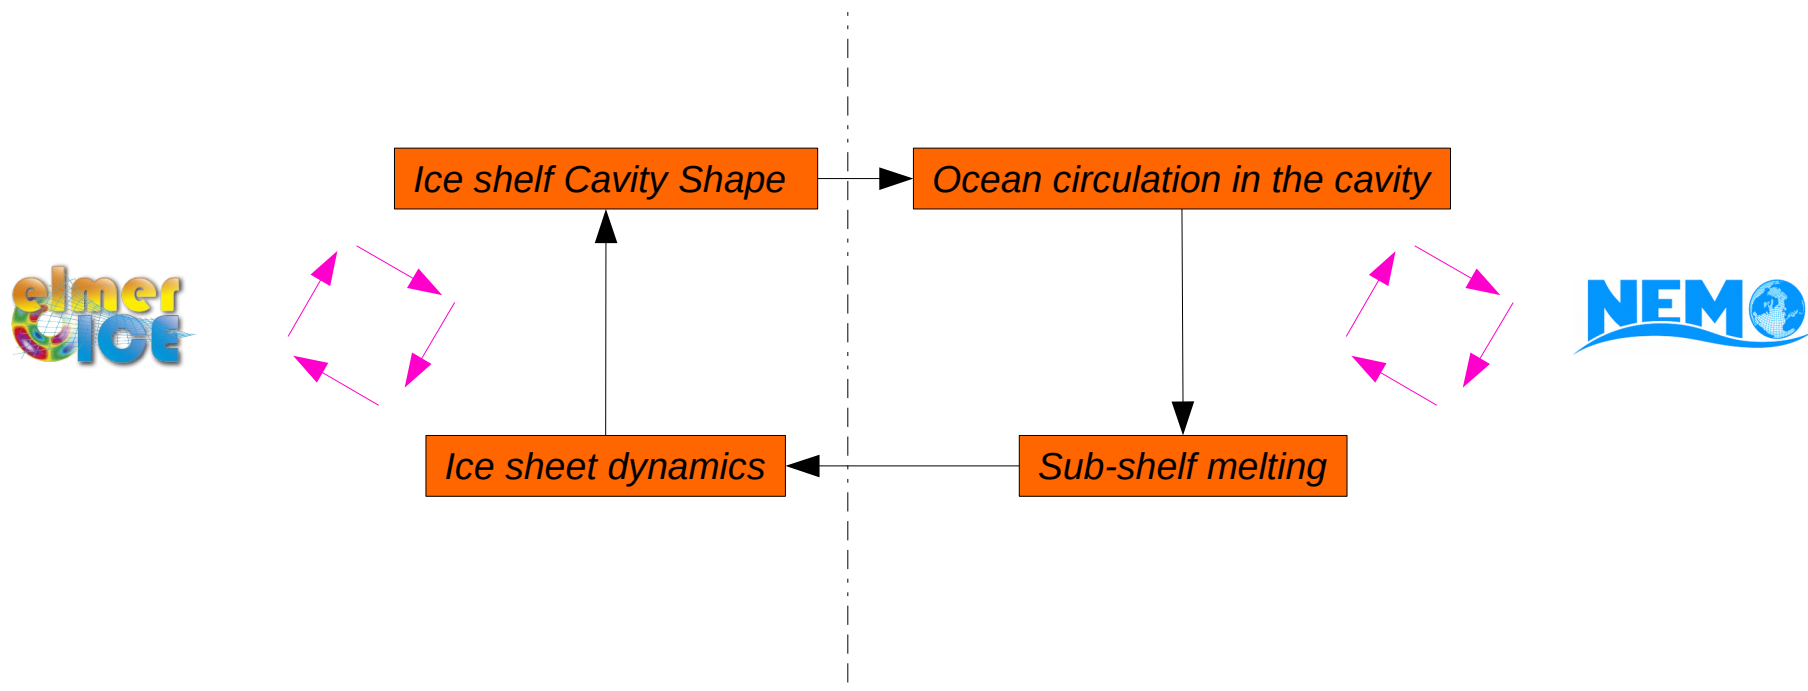 Ice shelf Cavity Shape
Ocean circulation in the cavity
elmer
ICE
NEMO
Ice sheet dynamics
Sub-shelf melting